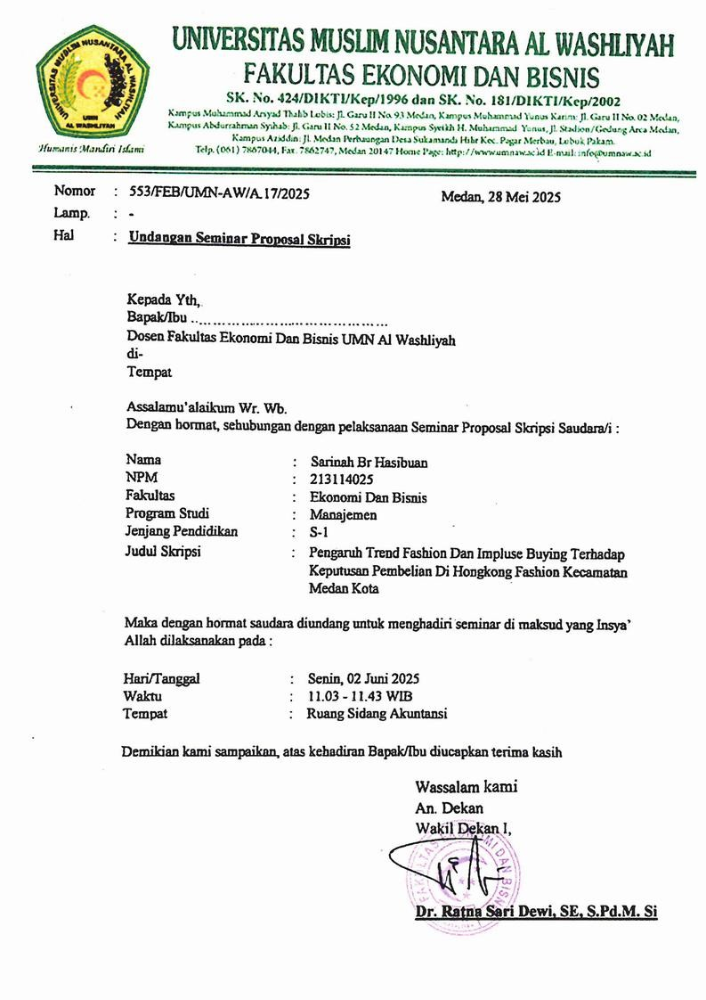 UNIVERSITAS MUSLIM NUSANTARA AL WASHLIYAH
FAKULTAS EKONOMI DAN BISNIS
SK. No. 424/DIKTI/Kep/1996 dan SK. No. 181/DIKTI/Kep/2002
Kampus Muhammad Arsyad Thalib Lubis: Jl. Garu II No. 93 Medan, Kampus Muhammad Yunus Karim: Jl. Garu II No. 02 Medan,
Kampus Abdurrahman Syihab: Jl. Garu II No. 52 Medan, Kampus Syeikh H. Muhammad Yunus, Jl. Stadion/Gedung Arca Medan,
Kampus Aziddin: Jl. Medan Perbaungan Desa Sukamandi Hilir Kec. Pagar Merbau, Lubuk Pakam.
Telp. (061) 7867044, Fax. 7862747, Medan 20147 Home Page: http://www.umnaw.ac.id E-mail: info@umnaw.ac.id
UNIVERSITAS MUSLIM NUSANTARA AL WASHLIYAH
UMN
AL WASHLIYAH
Humanis Mandiri Islami
Nomor : 553/FEB/UMN-AW/A.17/2025 Medan, 28 Mei 2025
Lamp. : -
Hal : Undangan Seminar Proposal Skripsi
Kepada Yth,
Bapak/Ibu ........................................
Dosen Fakultas Ekonomi Dan Bisnis UMN Al Washliyah
di-
Tempat
Assalamu'alaikum Wr. Wb.
Dengan hormat, sehubungan dengan pelaksanaan Seminar Proposal Skripsi Saudara/i :
Nama : Sarinah Br Hasibuan
NPM : 213114025
Fakultas : Ekonomi Dan Bisnis
Program Studi : Manajemen
Jenjang Pendidikan : S-1
Judul Skripsi : Pengaruh Trend Fashion Dan Impluse Buying Terhadap
Keputusan Pembelian Di Hongkong Fashion Kecamatan
Medan Kota
Maka dengan hormat saudara diundang untuk menghadiri seminar di maksud yang Insya'
Allah dilaksanakan pada :
Hari/Tanggal : Senin, 02 Juni 2025
Waktu : 11.03 - 11.43 WIB
Tempat : Ruang Sidang Akuntansi
Demikian kami sampaikan, atas kehadiran Bapak/Ibu diucapkan terima kasih
Wassalam kami
An. Dekan
Wakil Dekan I,
FAKULTAS EKONOMI DAN BISNIS
Dr. Ratna Sari Dewi, SE, S.Pd.M. Si